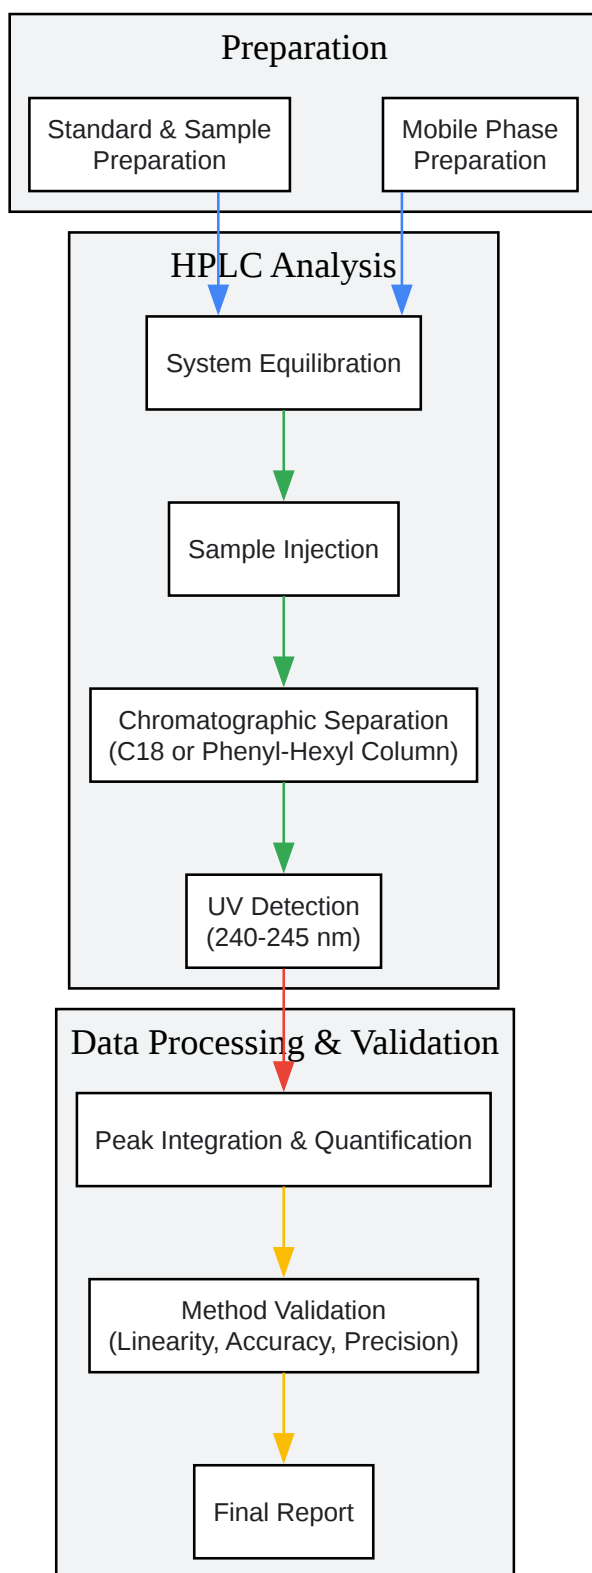 Preparation
Standard & Sample
Preparation
Mobile Phase
Preparation
HPLC Analysis
System Equilibration
Sample Injection
Chromatographic Separation
(C18 or Phenyl-Hexyl Column)
UV Detection
(240-245 nm)
Data Processing & Validation
Peak Integration & Quantification
Method Validation
(Linearity, Accuracy, Precision)
Final Report